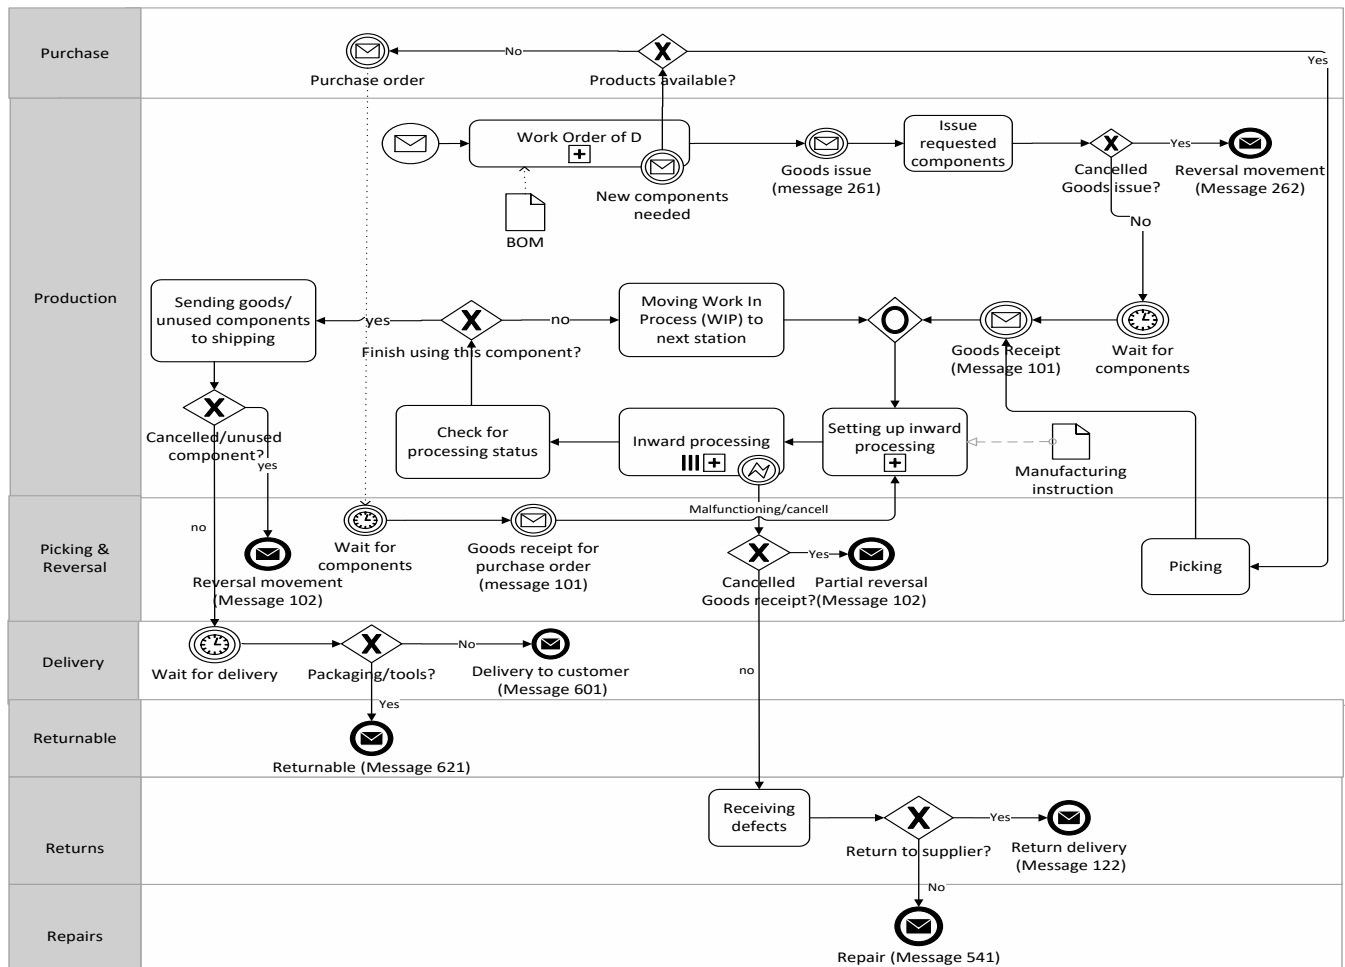 Purchase
No
Yes
Purchase order
Products available?
Production
Work Order of D
New components
needed
BOM
Goods issue
(message 261)
Issue
requested
components
Cancelled
Goods issue?
Yes
Reversal movement
(Message 262)
No
Sending goods/
unused components
to shipping
yes
Finish using this component?
no
Moving Work In
Process (WIP) to
next station
Goods Receipt
(Message 101)
Wait for
components
Cancelled/unused
component?
yes
Check for
processing status
Inward processing
Setting up inward
processing
Manufacturing
instruction
Malfunctioning/cancell
no
Picking &
Reversal
Wait for
components
Goods receipt for
purchase order
(message 101)
Reversal movement
(Message 102)
Cancelled
Goods receipt?
Yes
Partial reversal
(Message 102)
Picking
Delivery
Wait for delivery
Packaging/tools?
No
Delivery to customer
(Message 601)
no
Yes
Returnable
Returnable (Message 621)
Returns
Receiving
defects
Return to supplier?
Yes
Return delivery
(Message 122)
No
Repairs
Repair (Message 541)